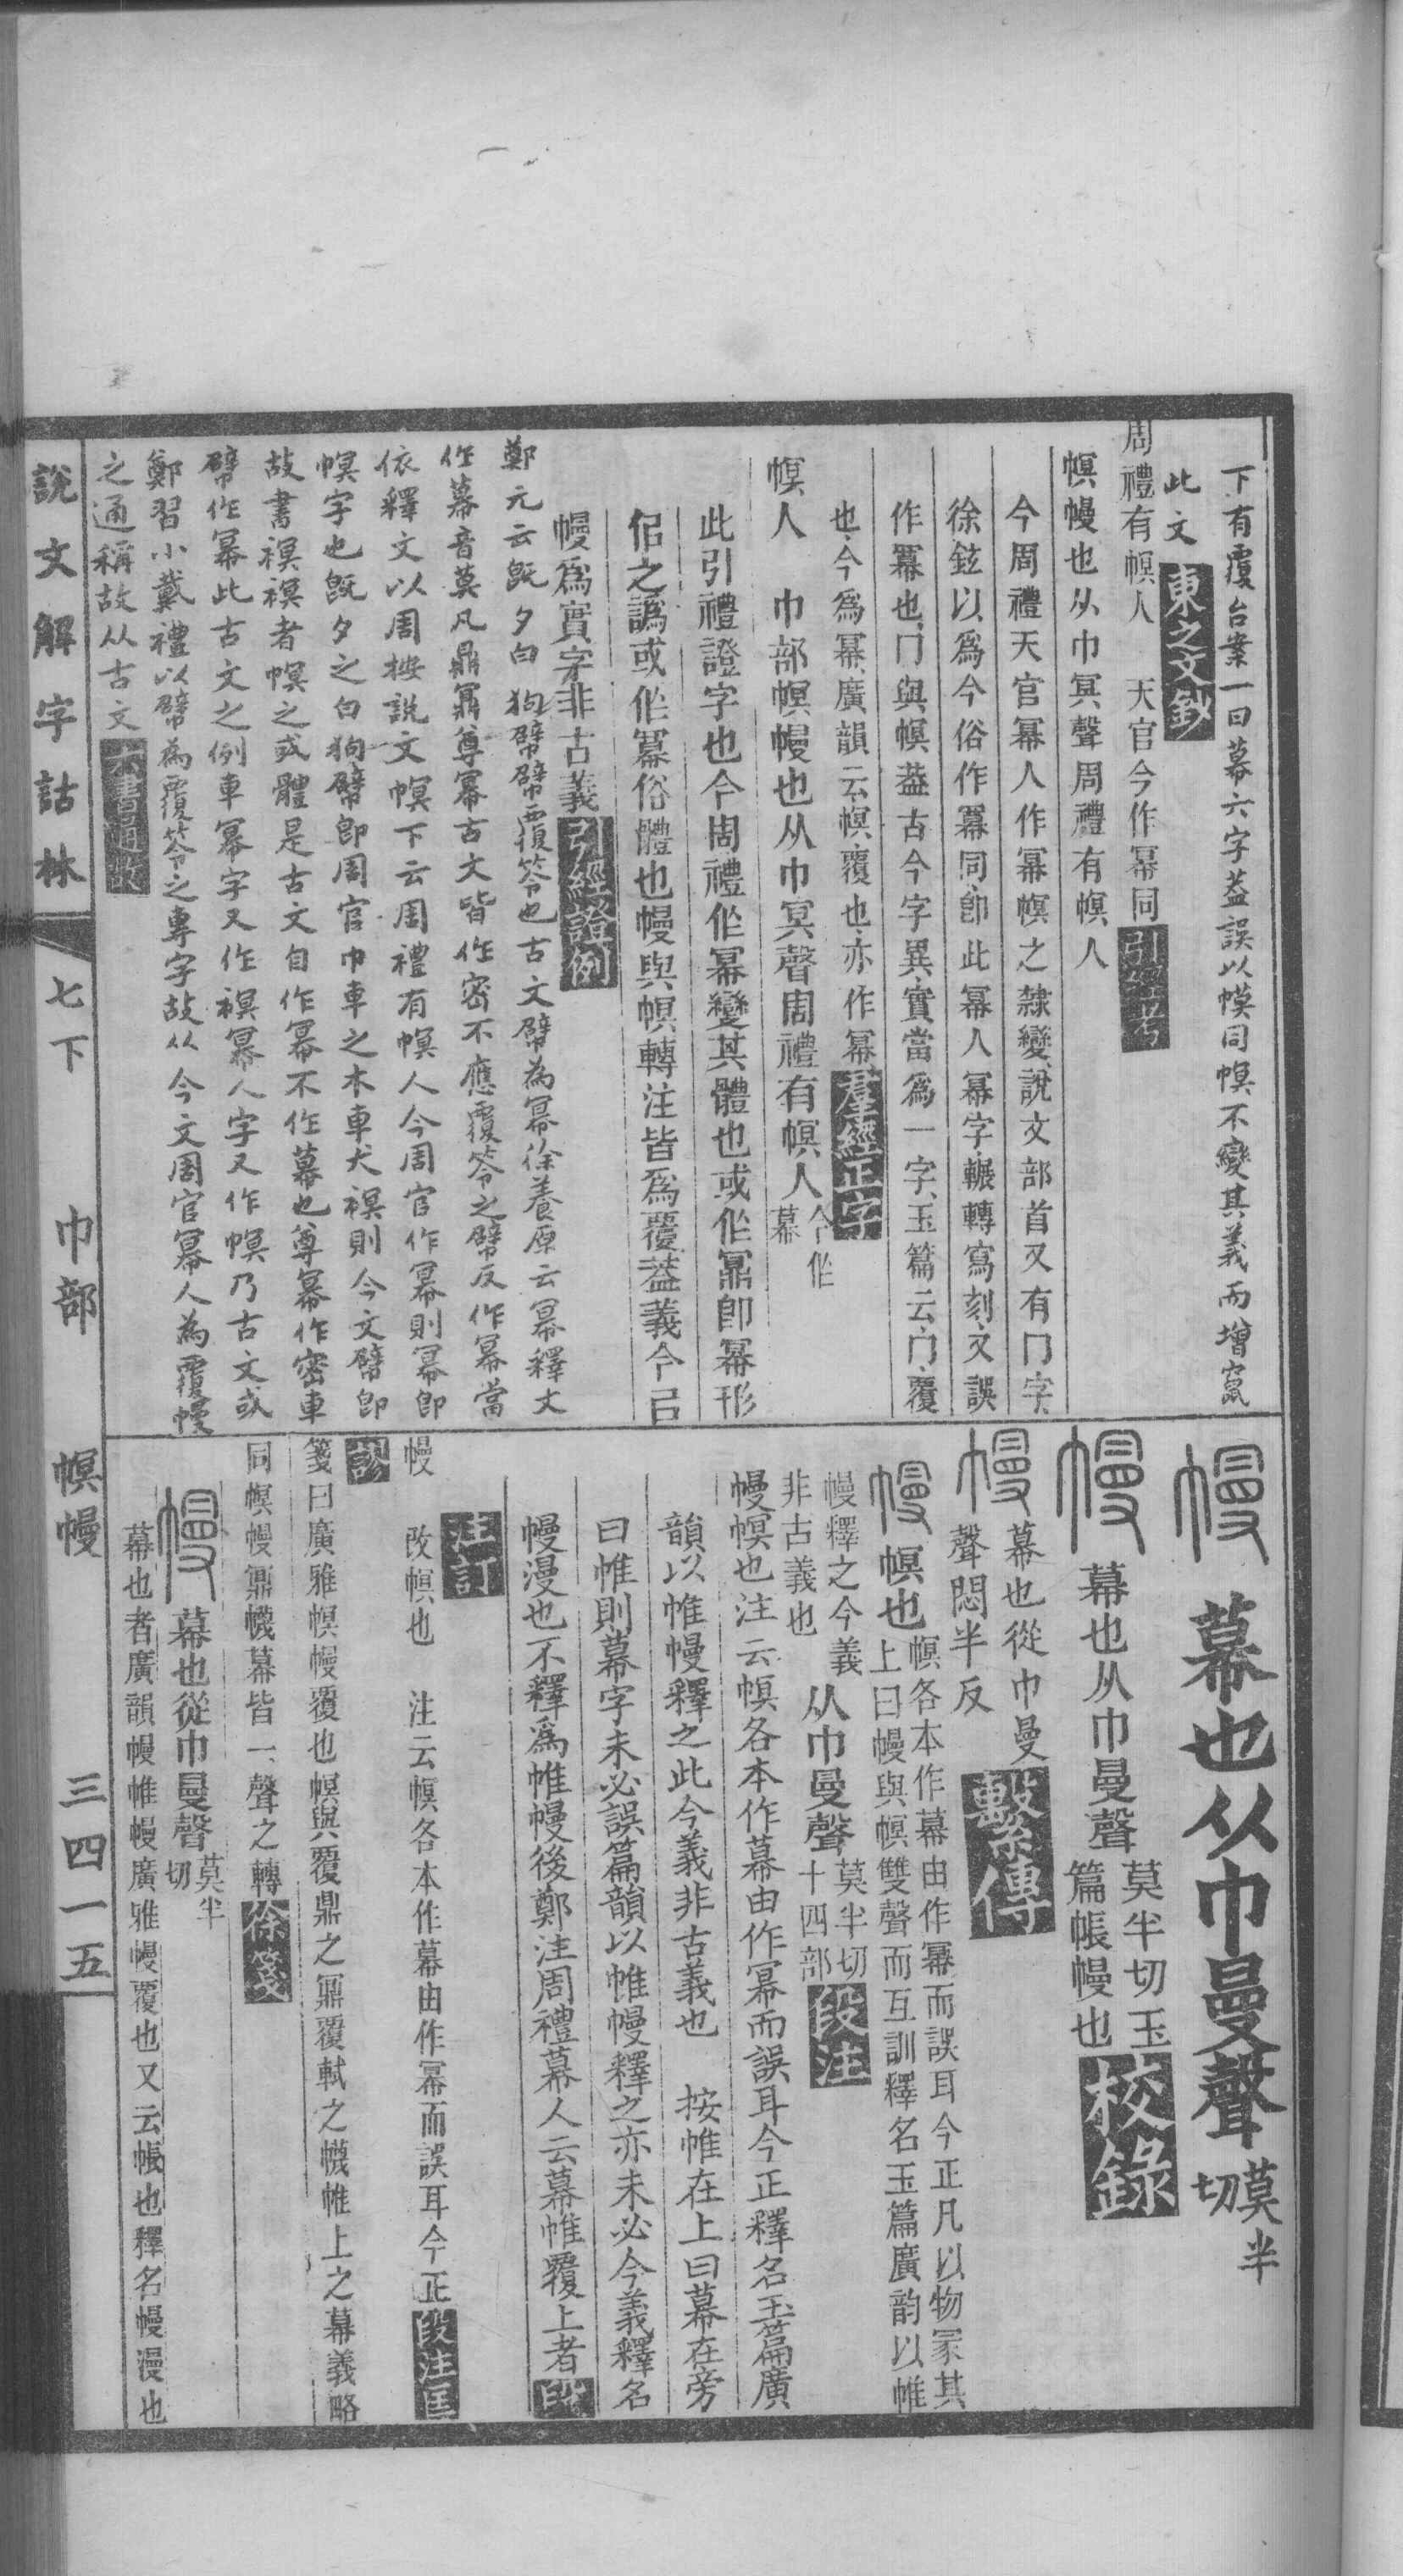 下有覆台案一曰幕六字葢誤以幙同幎不變其義而增竄
此文東之文鈔
周禮有幎人　天官今作冪同引經考
幎幔也从巾冥聲周禮有幎人
今周禮天官冪人作冪幎之隸變說文部首又有冂字
徐鉉以爲今俗作冪同卽此冪人冪字輾轉寫刻又誤
作冪也冂與幎葢古今字異實當爲一字玉篇云冂覆
也今爲冪廣韻云幎覆也亦作冪羣經正字
幎人　巾部幎幔也从巾冥聲周禮有幎人今作
幕
此引禮證字也今周禮作冪變其體也或作鼏卽冪形
佀之譌或作冪俗體也幔與幎轉注皆爲覆葢義今吕
幔爲實字非古義引經證例
鄭元云旣夕白狗幦幦覆笭也古文幦為冪徐養原云冪釋文
作幕音莫凡鼎鼏尊冪古文皆作密不應覆笭之幦反作冪當
依釋文以周按說文幎下云周禮有幎人今周官作冪則冪卽
幎字也旣夕之白狗幦卽周官巾車之木車犬䙏則今文幦卽
故書䙏䙏者幎之或體是古文自作冪不作幕也尊冪作密車
幦作冪此古文之例車冪字又作䙏冪人字又作幎乃古文或
鄭習小戴禮以幦為覆笭之專字故从今文周官冪人為覆幔
之通稱故从古文六書通故
幔　幕也从巾曼聲莫半
切
幔　幕也从巾曼聲莫半切玉
篇帳幔也校錄
幔　幕也從巾曼
聲悶半反繫傳
幔　幎也幎各本作幕由作冪而誤耳今正凡以物冡其
上曰幔與幎雙聲而互訓釋名玉篇廣韵以帷
幔釋之今義
非古義也从巾曼聲莫半切
十四部段注
幔幎也注云幎各本作幕由作冪而誤耳今正釋名玉篇廣
韻以帷幔釋之此今義非古義也　按帷在上曰幕在旁
曰帷則幕字未必誤篇韻以帷幔釋之亦未必今義釋名
幔漫也不釋爲帷幔後鄭注周禮幕人云幕帷覆上者段
注訂
幔　改幎也　注云幎各本作幕由作冪而誤耳今正段注匡
謬
箋曰廣雅幎幔覆也幎與覆鼎之鼏覆軾之幭帷上之幕義略
同幎幔鼏幭幕皆一聲之轉徐箋
幔　幕也從巾曼聲莫半
切
幕也者廣韻幔帷幔廣雅幔覆也又云帳也釋名幔漫也
說文解字詁林　七下　巾部　幎幔　三四一五